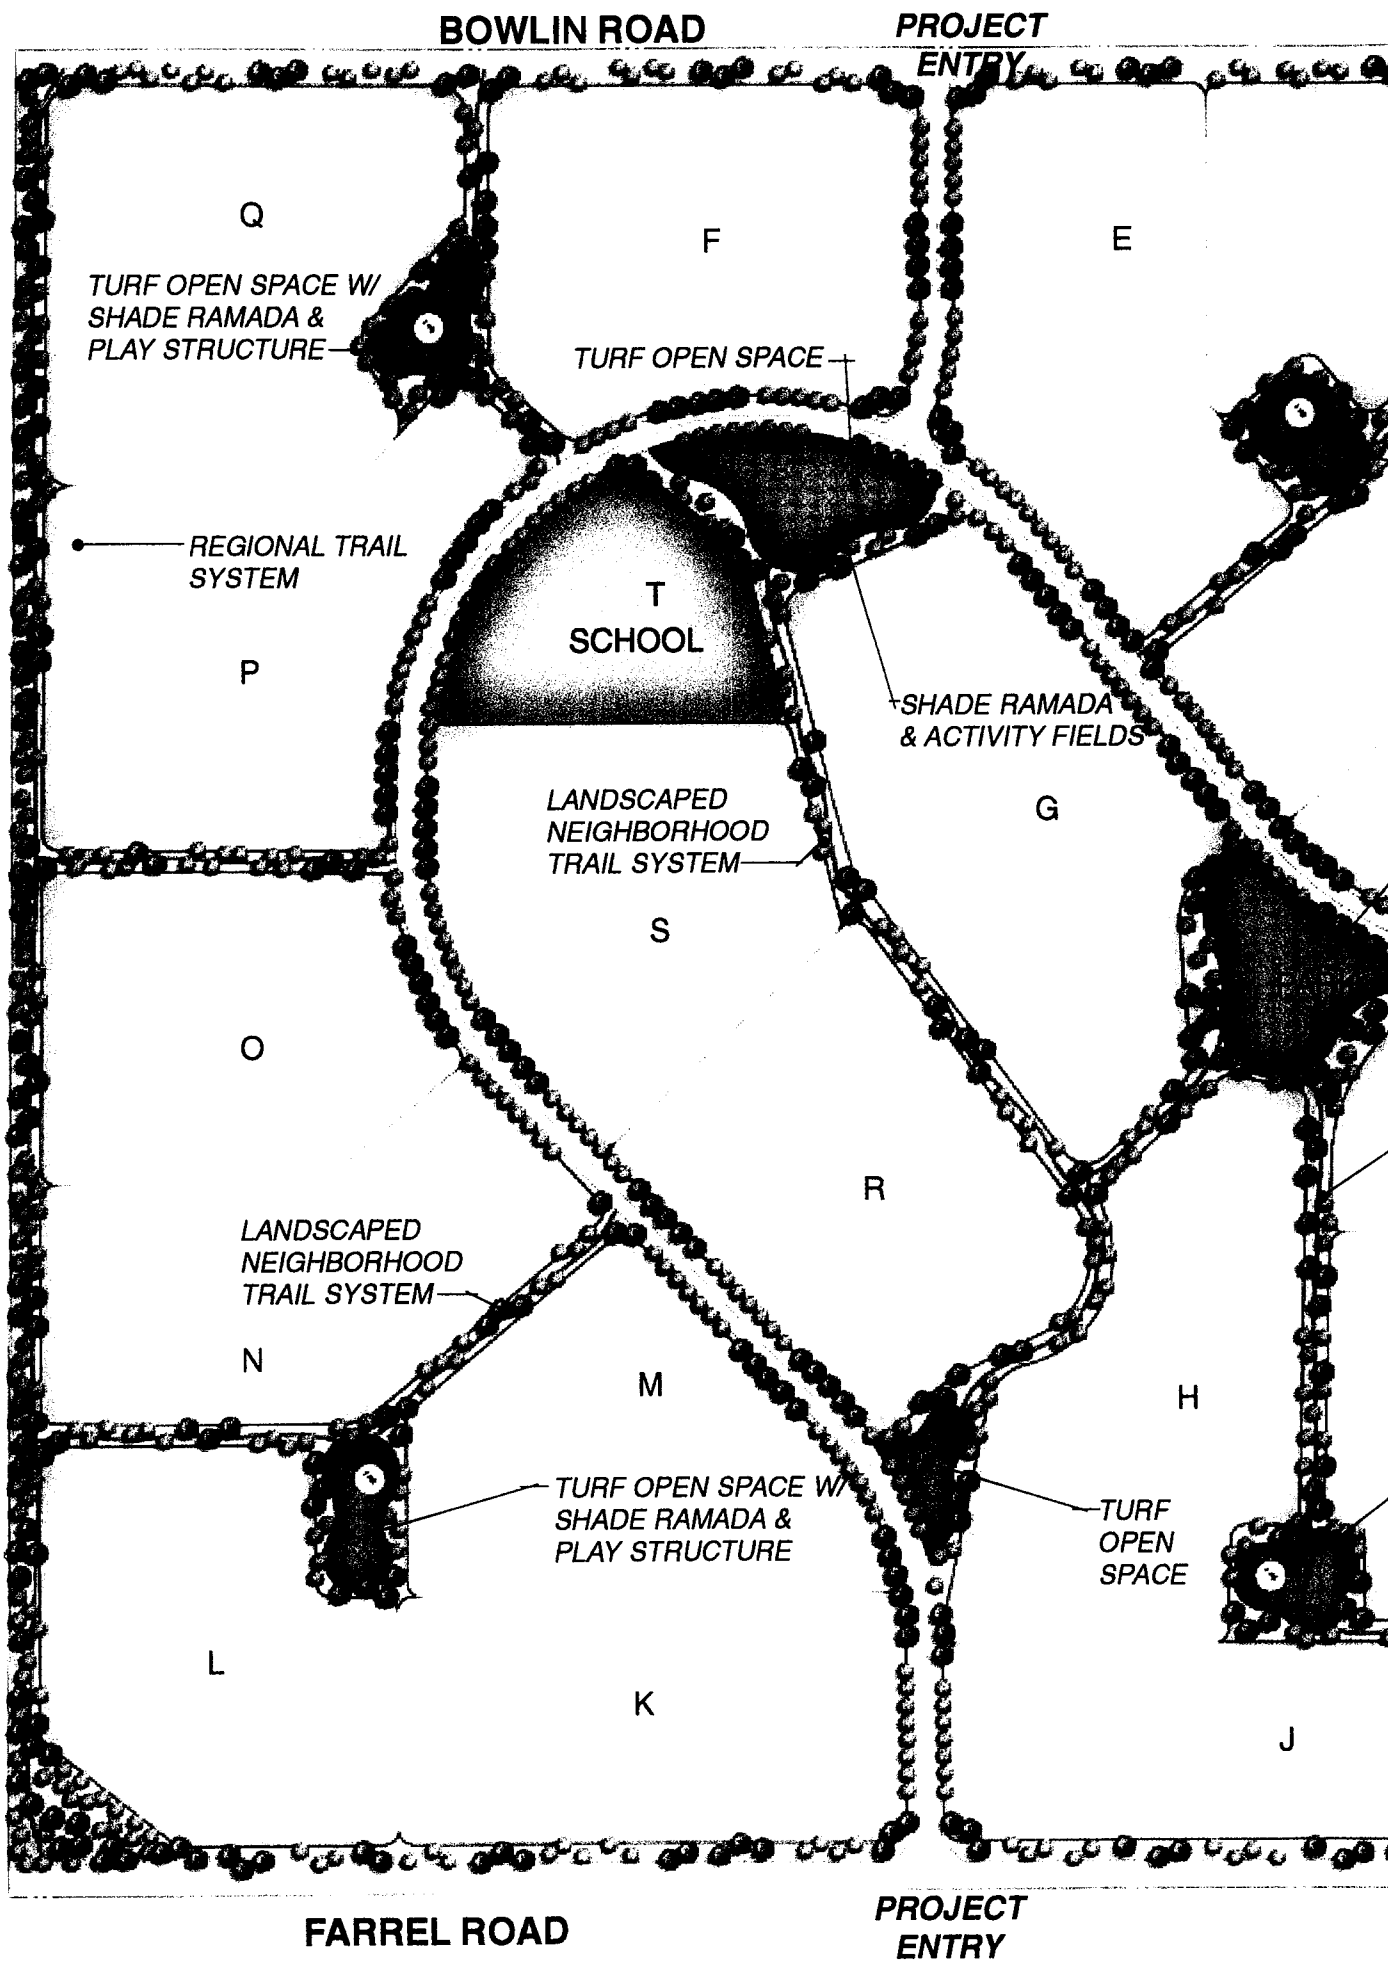 BOWLIN ROAD
PROJECT
ENTRY
Q
F
E
TURF OPEN SPACE W/
SHADE RAMADA &
PLAY STRUCTURE
TURF OPEN SPACE
REGIONAL TRAIL
SYSTEM
T
SCHOOL
P
SHADE RAMADA
& ACTIVITY FIELDS
LANDSCAPED
NEIGHBORHOOD
TRAIL SYSTEM
G
S
O
R
LANDSCAPED
NEIGHBORHOOD
TRAIL SYSTEM
N
M
H
TURF OPEN SPACE W/
SHADE RAMADA &
PLAY STRUCTURE
TURF
OPEN
SPACE
L
K
J
FARREL ROAD
PROJECT
ENTRY